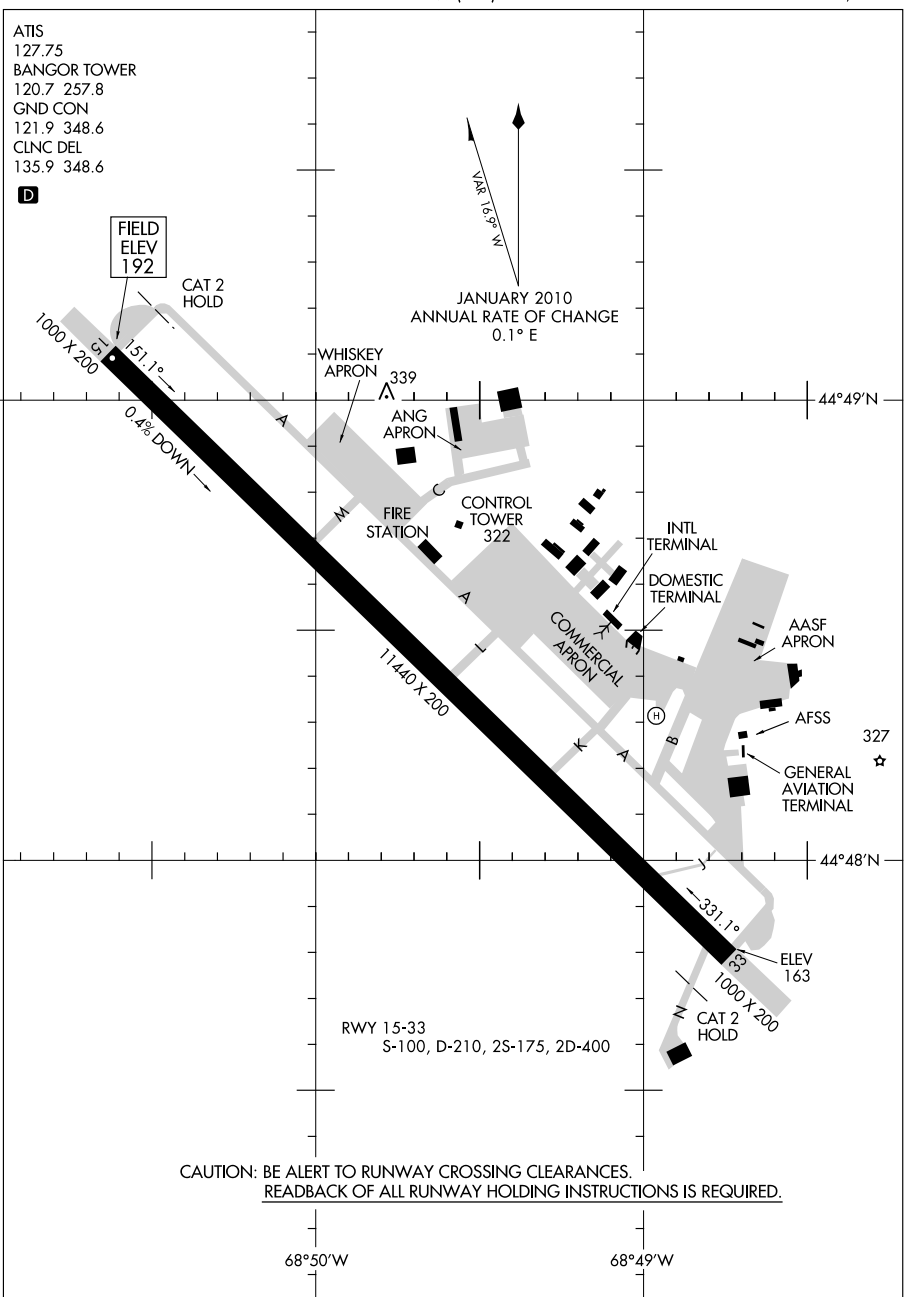 ATIS
127.75
BANGOR TOWER
120.7 257.8
GND CON
121.9 348.6
CLNC DEL
135.9 348.6
D
VAR 16.9° W
JANUARY 2010
ANNUAL RATE OF CHANGE
0.1° E
FIELD
ELEV
192
CAT 2
HOLD
1000 X 200
15
151.1°
0.4% DOWN
WHISKEY
APRON
339
44°49'N
ANG
APRON
A
M
C
FIRE
STATION
CONTROL
TOWER
322
INTL
TERMINAL
DOMESTIC
TERMINAL
AASF
APRON
A
L
COMMERCIAL
APRON
11440 X 200
H
K
A
B
AFSS
327
GENERAL
AVIATION
TERMINAL
44°48'N
J
331.1°
33
ELEV
163
1000 X 200
N
CAT 2
HOLD
RWY 15-33
S-100, D-210, 2S-175, 2D-400
CAUTION: BE ALERT TO RUNWAY CROSSING CLEARANCES.
READBACK OF ALL RUNWAY HOLDING INSTRUCTIONS IS REQUIRED.
68°50'W
68°49'W